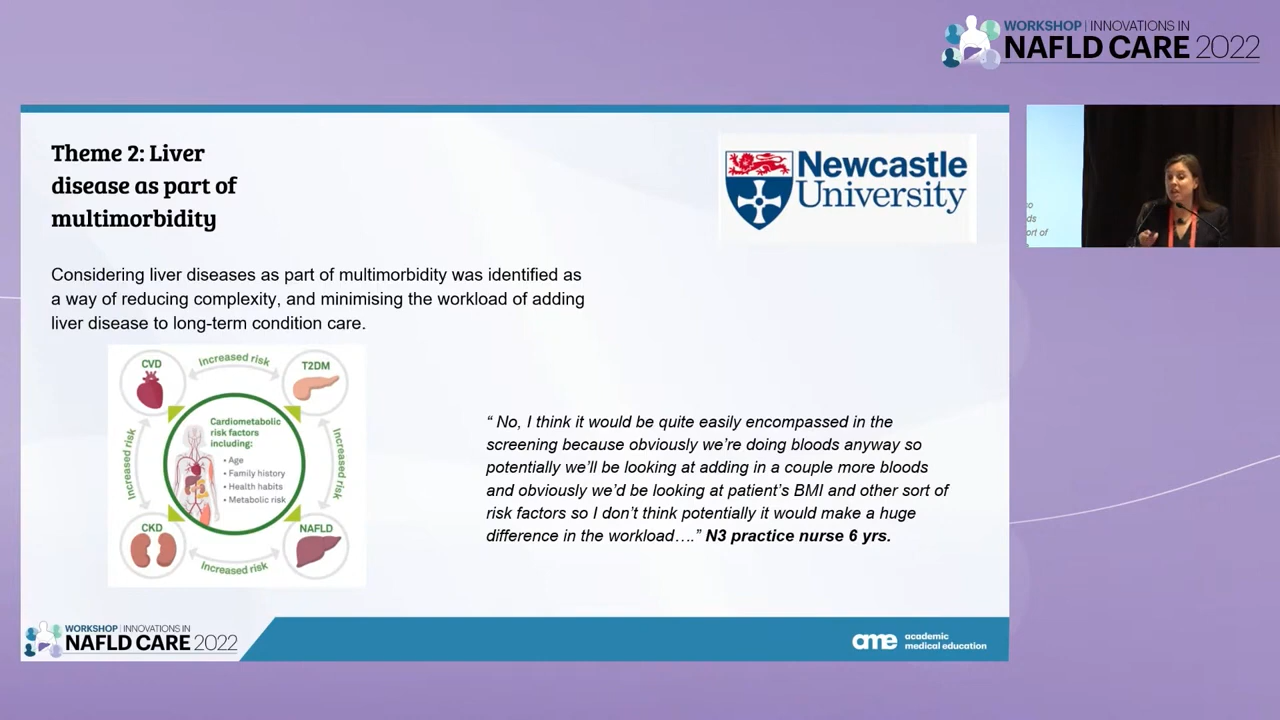 WORKSHOP | INNOVATIONS IN
NAFLD CARE 2022
Theme 2: Liver
disease as part of
multimorbidity
Newcastle
University
Considering liver diseases as part of multimorbidity was identified as
a way of reducing complexity, and minimising the workload of adding
liver disease to long-term condition care.
CVD
Increased risk
T2DM
Increased risk
Cardiometabolic
risk factors
including:
• Age
• Family history
• Health habits
• Metabolic risk
Increased risk
CKD
Increased risk
NAFLD
“ No, I think it would be quite easily encompassed in the
screening because obviously we’re doing bloods anyway so
potentially we’ll be looking at adding in a couple more bloods
and obviously we’d be looking at patient’s BMI and other sort of
risk factors so I don’t think potentially it would make a huge
difference in the workload….” N3 practice nurse 6 yrs.
ort of
WORKSHOP | INNOVATIONS IN
NAFLD CARE 2022
ame academic
medical education